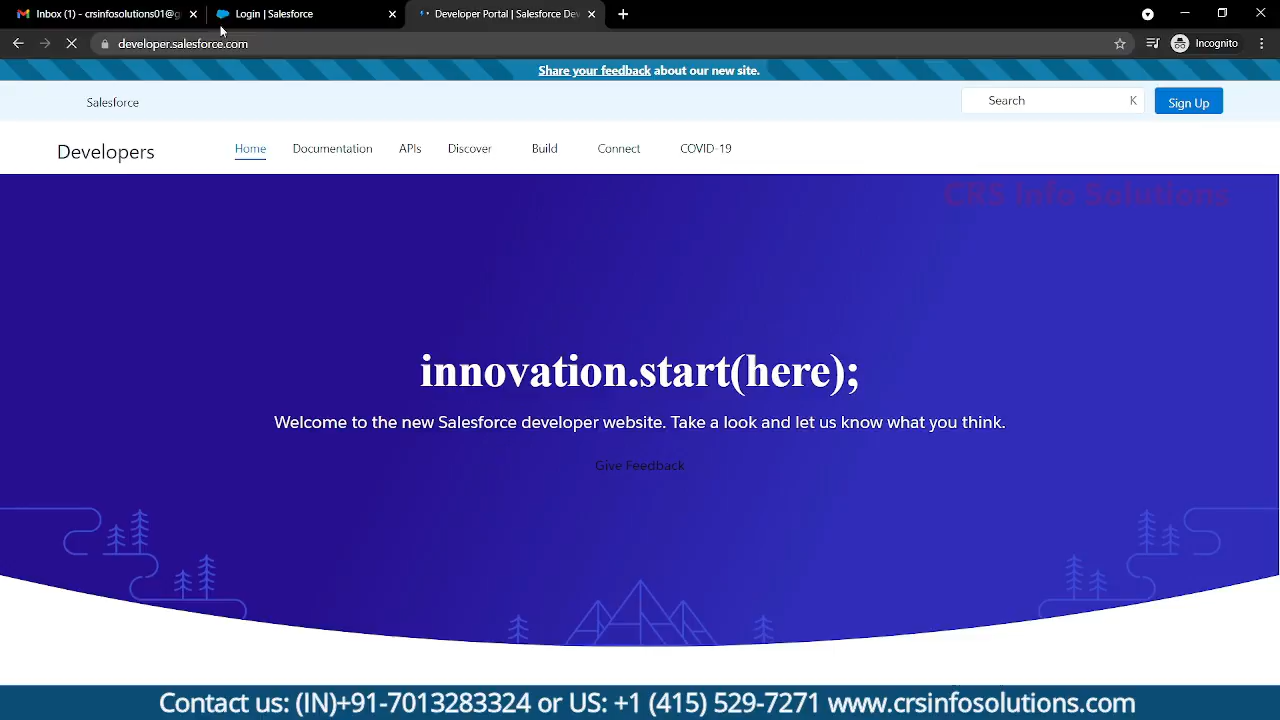 Inbox (1) - crsinfosolutions01@g
Login | Salesforce
Developer Portal | Salesforce Dev
developer.salesforce.com
Incognito
Share your feedback about our new site.
Salesforce
Search K
Sign Up
Developers
Home Documentation APIs Discover Build Connect COVID-19
CRS Info Solutions
innovation.start(here);
Welcome to the new Salesforce developer website. Take a look and let us know what you think.
Give Feedback
Contact us: (IN)+91-7013283324 or US: +1 (415) 529-7271 www.crsinfosolutions.com